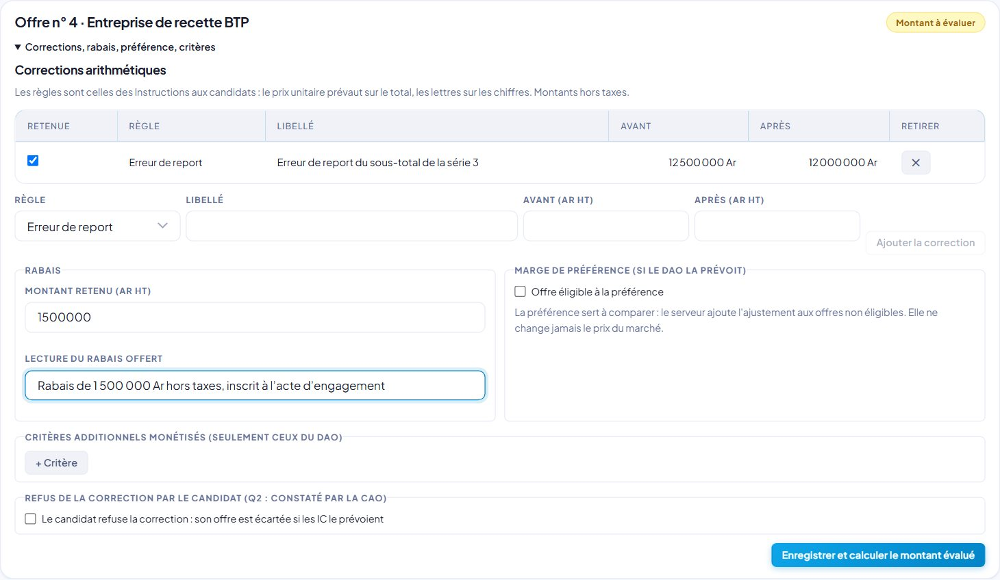 Offre n° 4 · Entreprise de recette BTP
Montant à évaluer
▼ Corrections, rabais, préférence, critères
Corrections arithmétiques
Les règles sont celles des Instructions aux candidats : le prix unitaire prévaut sur le total, les lettres sur les chiffres. Montants hors taxes.
RETENUE RÈGLE LIBELLÉ AVANT APRÈS RETIRER
Erreur de report Erreur de report du sous-total de la série 3 12 500 000 Ar 12 000 000 Ar ×
RÈGLE LIBELLÉ AVANT (AR HT) APRÈS (AR HT)
Erreur de report
Ajouter la correction
RABAIS
MONTANT RETENU (AR HT)
1500000
LECTURE DU RABAIS OFFERT
Rabais de 1 500 000 Ar hors taxes, inscrit à l’acte d’engagement
MARGE DE PRÉFÉRENCE (SI LE DAO LA PRÉVOIT)
Offre éligible à la préférence
La préférence sert à comparer : le serveur ajoute l’ajustement aux offres non éligibles. Elle ne
change jamais le prix du marché.
CRITÈRES ADDITIONNELS MONÉTISÉS (SEULEMENT CEUX DU DAO)
+ Critère
REFUS DE LA CORRECTION PAR LE CANDIDAT (Q2 : CONSTATÉ PAR LA CAO)
Le candidat refuse la correction : son offre est écartée si les IC le prévoient
Enregistrer et calculer le montant évalué